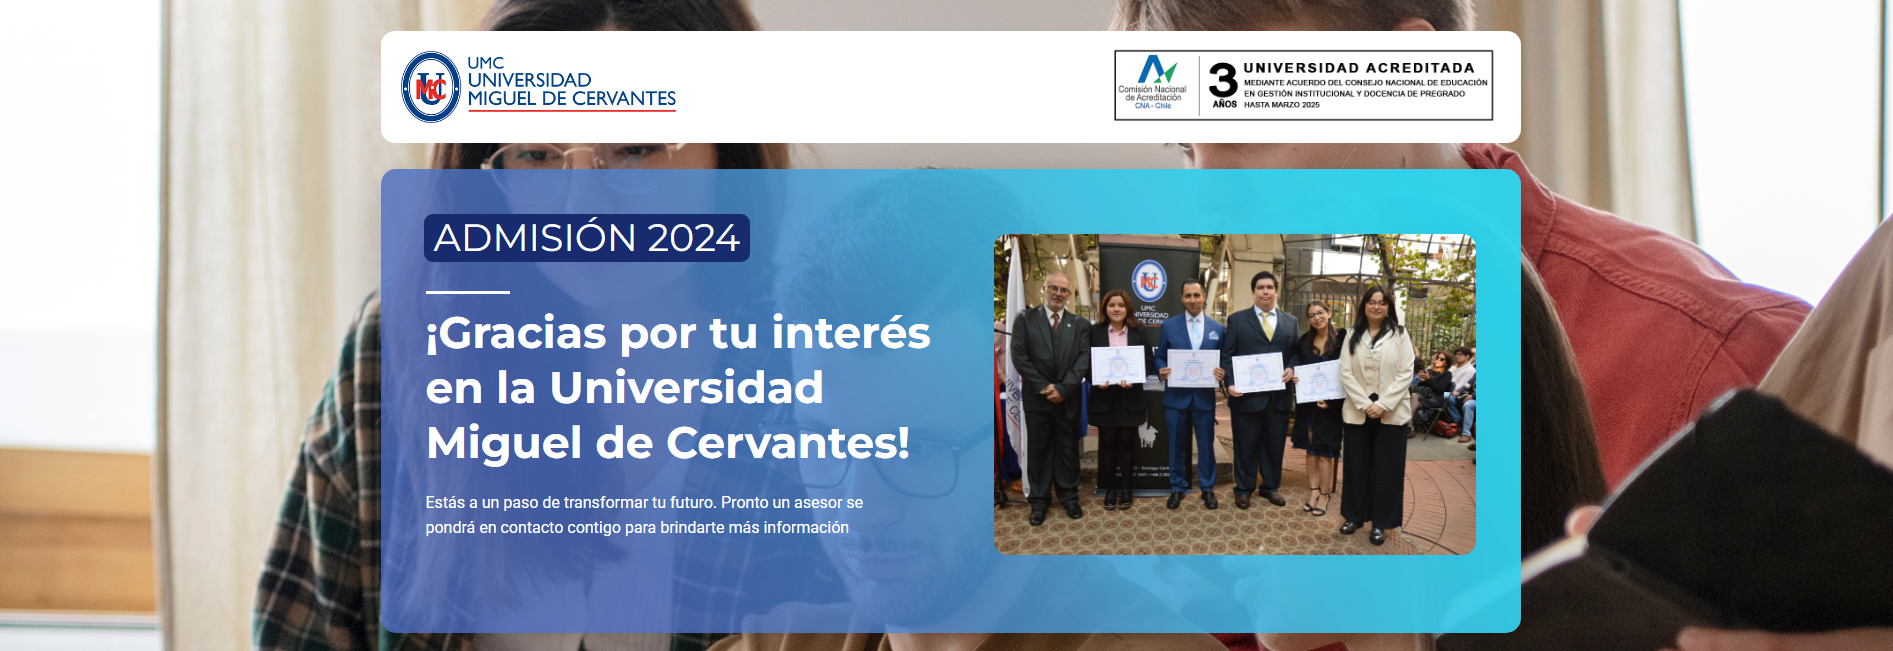 UMC
UNIVERSIDAD
MIGUEL DE CERVANTES
Comisión Nacional
de Acreditación
CNA - Chile
3
AÑOS
UNIVERSIDAD ACREDITADA
MEDIANTE ACUERDO DEL CONSEJO NACIONAL DE EDUCACIÓN
EN GESTIÓN INSTITUCIONAL Y DOCENCIA DE PREGRADO
HASTA MARZO 2025
ADMISIÓN 2024
¡Gracias por tu interés
en la Universidad
Miguel de Cervantes!
Estás a un paso de transformar tu futuro. Pronto un asesor se
pondrá en contacto contigo para brindarte más información
UMC